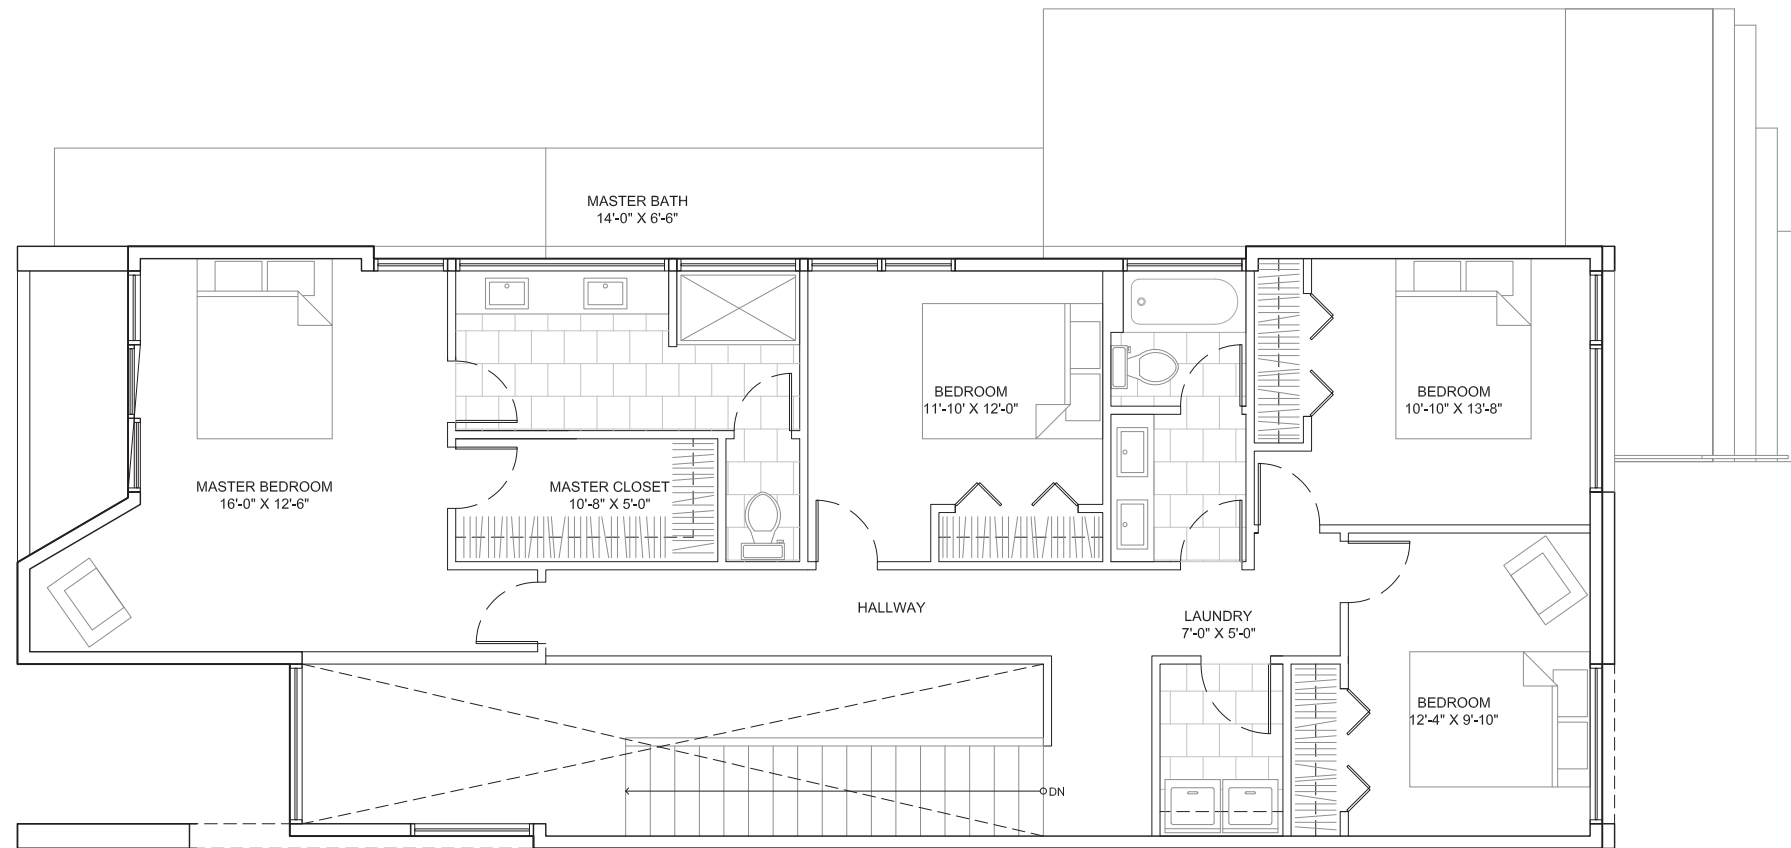 MASTER BATH
14'-0" X 6'-6"
BEDROOM
11'-10' X 12'-0"
BEDROOM
10'-10" X 13'-8"
MASTER BEDROOM
16'-0" X 12'-6"
MASTER CLOSET
10'-8" X 5'-0"
HALLWAY
LAUNDRY
7'-0" X 5'-0"
BEDROOM
12'-4" X 9'-10"
DN